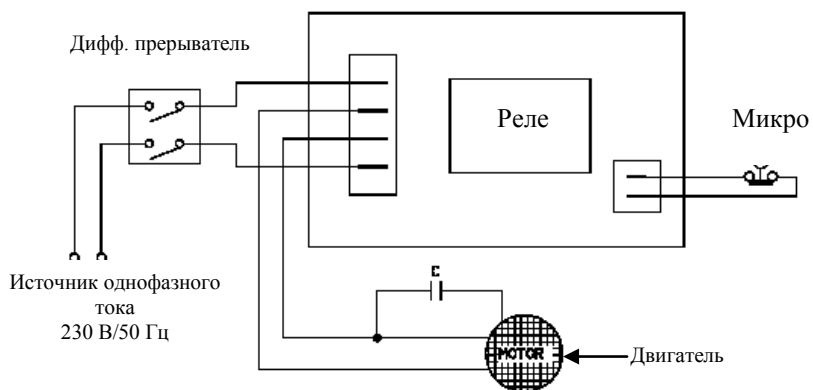 Дифф. прерыватель
Реле
Микро
Источник однофазного
тока
230 В/50 Гц
C
MOTOR
Двигатель